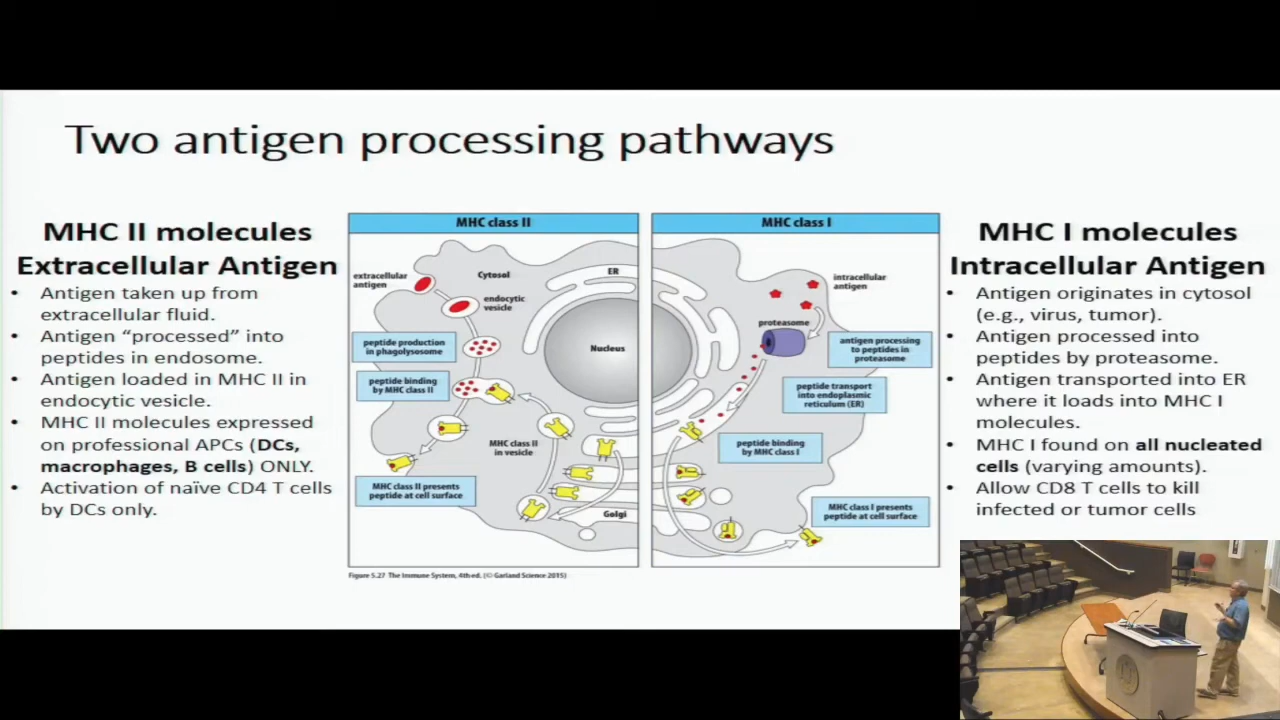 Two antigen processing pathways
MHC II molecules
Extracellular Antigen
• Antigen taken up from
extracellular fluid.
• Antigen “processed” into
peptides in endosome.
• Antigen loaded in MHC II in
endocytic vesicle.
• MHC II molecules expressed
on professional APCs (DCs,
macrophages, B cells) ONLY.
• Activation of naïve CD4 T cells
by DCs only.
MHC class II
extracellular
antigen
Cytosol
ER
endocytic
vesicle
peptide production
in phagolysosome
Nucleus
peptide binding
by MHC class II
MHC class II
in vesicle
MHC class II presents
peptide at cell surface
Golgi
MHC class I
intracellular
antigen
proteasome
antigen processing
to peptides in
proteasome
peptide transport
into endoplasmic
reticulum (ER)
peptide binding
by MHC class I
MHC class I presents
peptide at cell surface
Figure 5.27 The Immune System, 4th ed. (© Garland Science 2015)
MHC I molecules
Intracellular Antigen
• Antigen originates in cytosol
(e.g., virus, tumor).
• Antigen processed into
peptides by proteasome.
• Antigen transported into ER
where it loads into MHC I
molecules.
• MHC I found on all nucleated
cells (varying amounts).
• Allow CD8 T cells to kill
infected or tumor cells